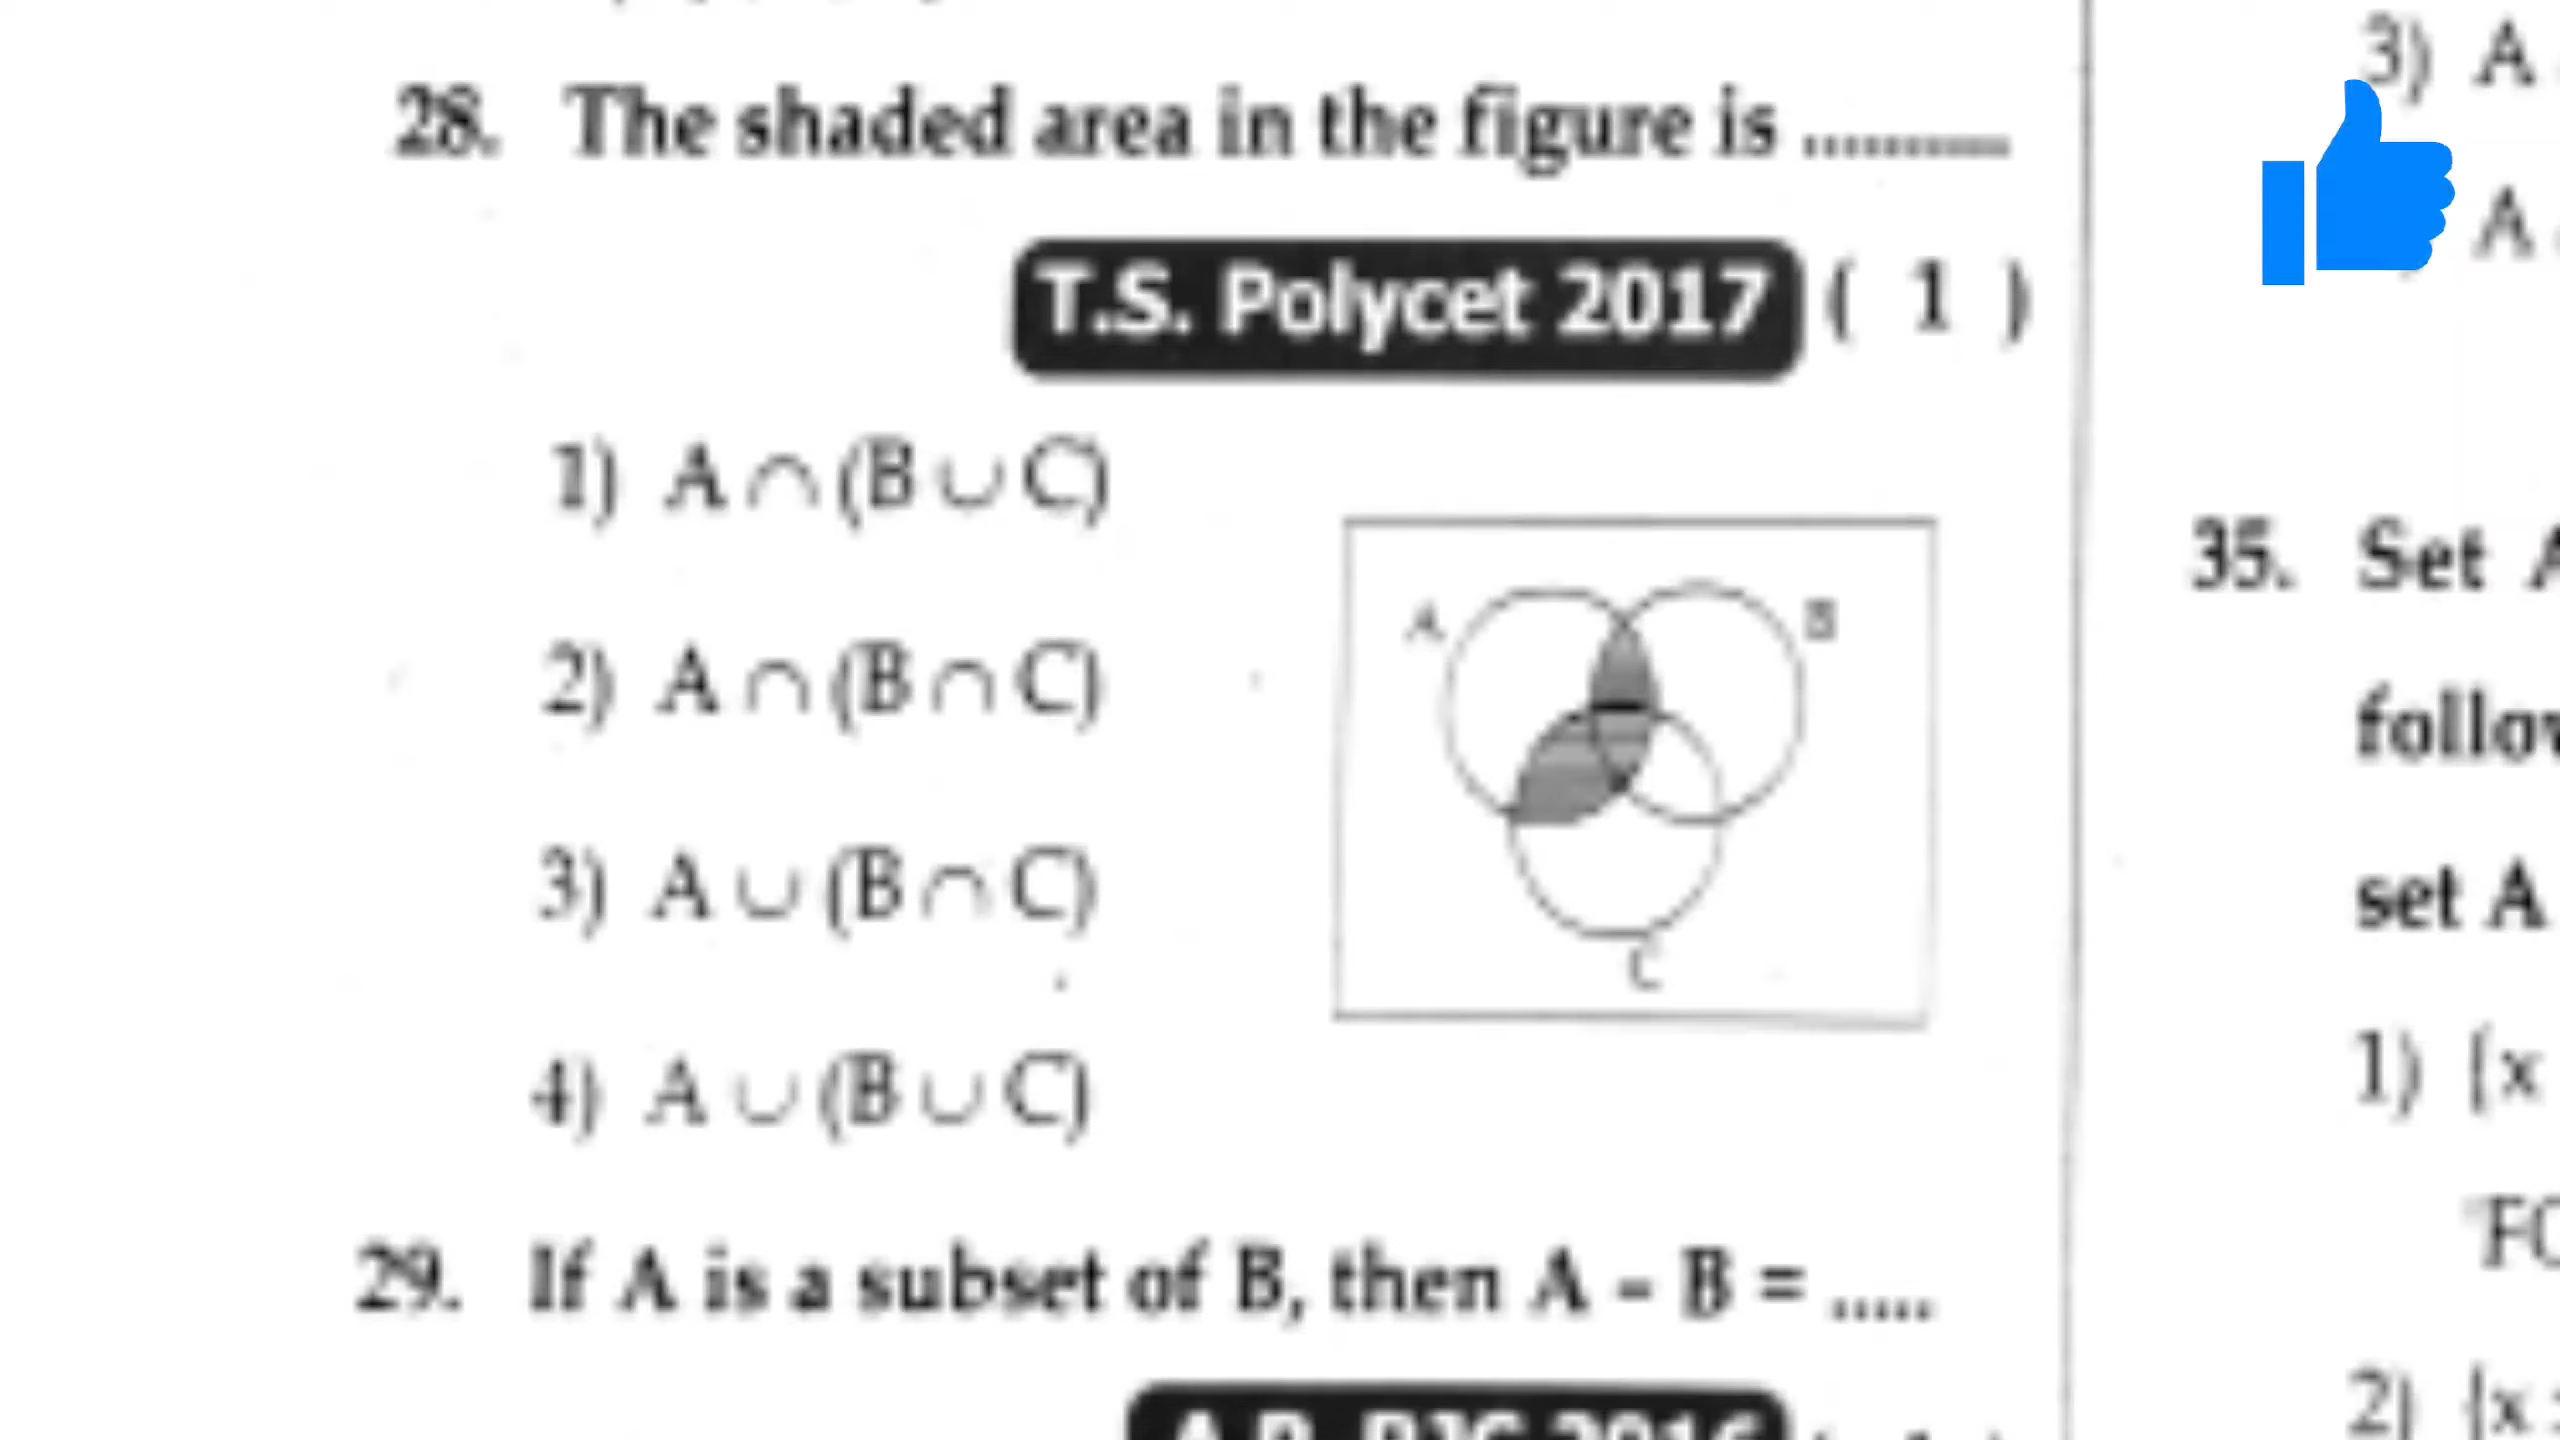 28. The shaded area in the figure is ...........
T.S. Polycet 2017 ( 1 )
1) A ∩ (B ∪ C)
2) A ∩ (B ∩ C)
3) A ∪ (B ∩ C)
4) A ∪ (B ∪ C)
A
B
C
29. If A is a subset of B, then A - B = .....
3) A
A
35. Set A
follow
set A
1) {x
2) {x